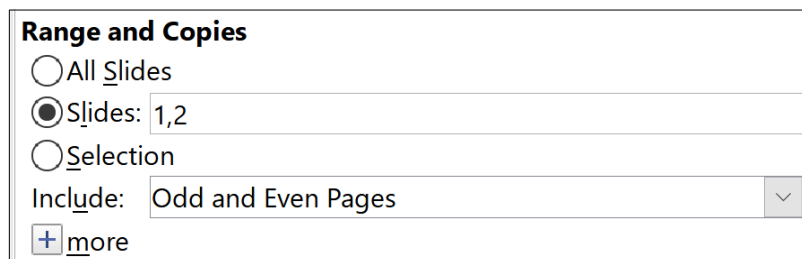 Range and Copies
All Slides
Slides: 1,2
Selection
Include: Odd and Even Pages
more